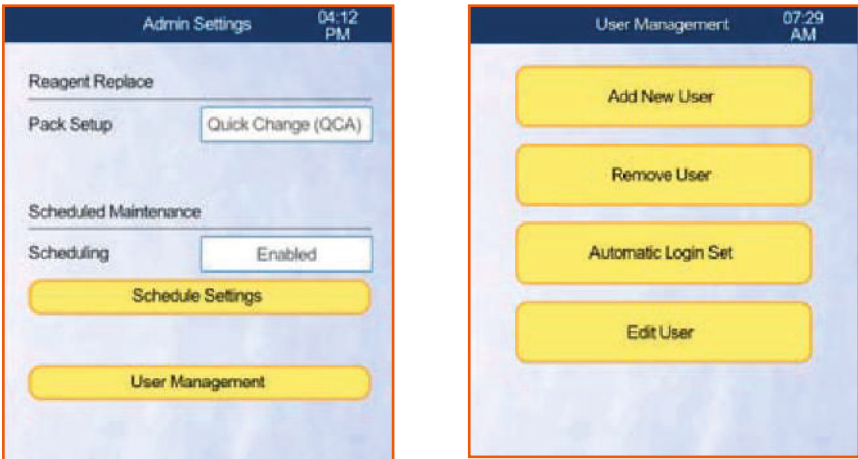 Admin Settings
04:12
PM
Reagent Replace
Pack Setup
Quick Change (QCA)
Scheduled Maintenance
Scheduling
Enabled
Schedule Settings
User Management
User Management
07:29
AM
Add New User
Remove User
Automatic Login Set
Edit User